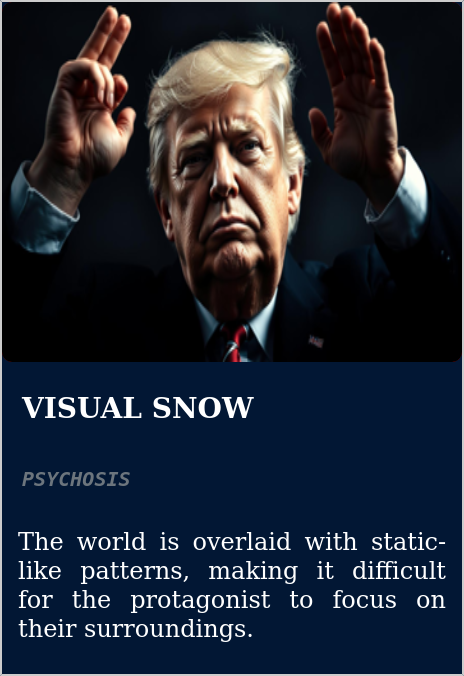 VISUAL SNOW
PSYCHOSIS
The world is overlaid with static-
like patterns, making it difficult
for the protagonist to focus on
their surroundings.